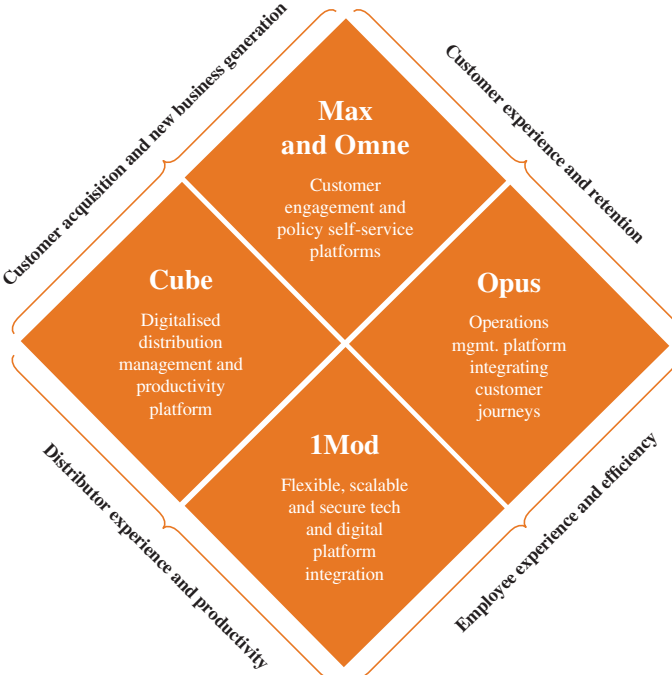 Customer acquisition and new business generation
Customer experience and retention
Max
and Omne
Customer
engagement and
policy self-service
platforms
Cube
Digitalised
distribution
management and
productivity
platform
Opus
Operations
mgmt. platform
integrating
customer
journeys
1Mod
Flexible, scalable
and secure tech
and digital
platform
integration
Distributor experience and productivity
Employee experience and efficiency